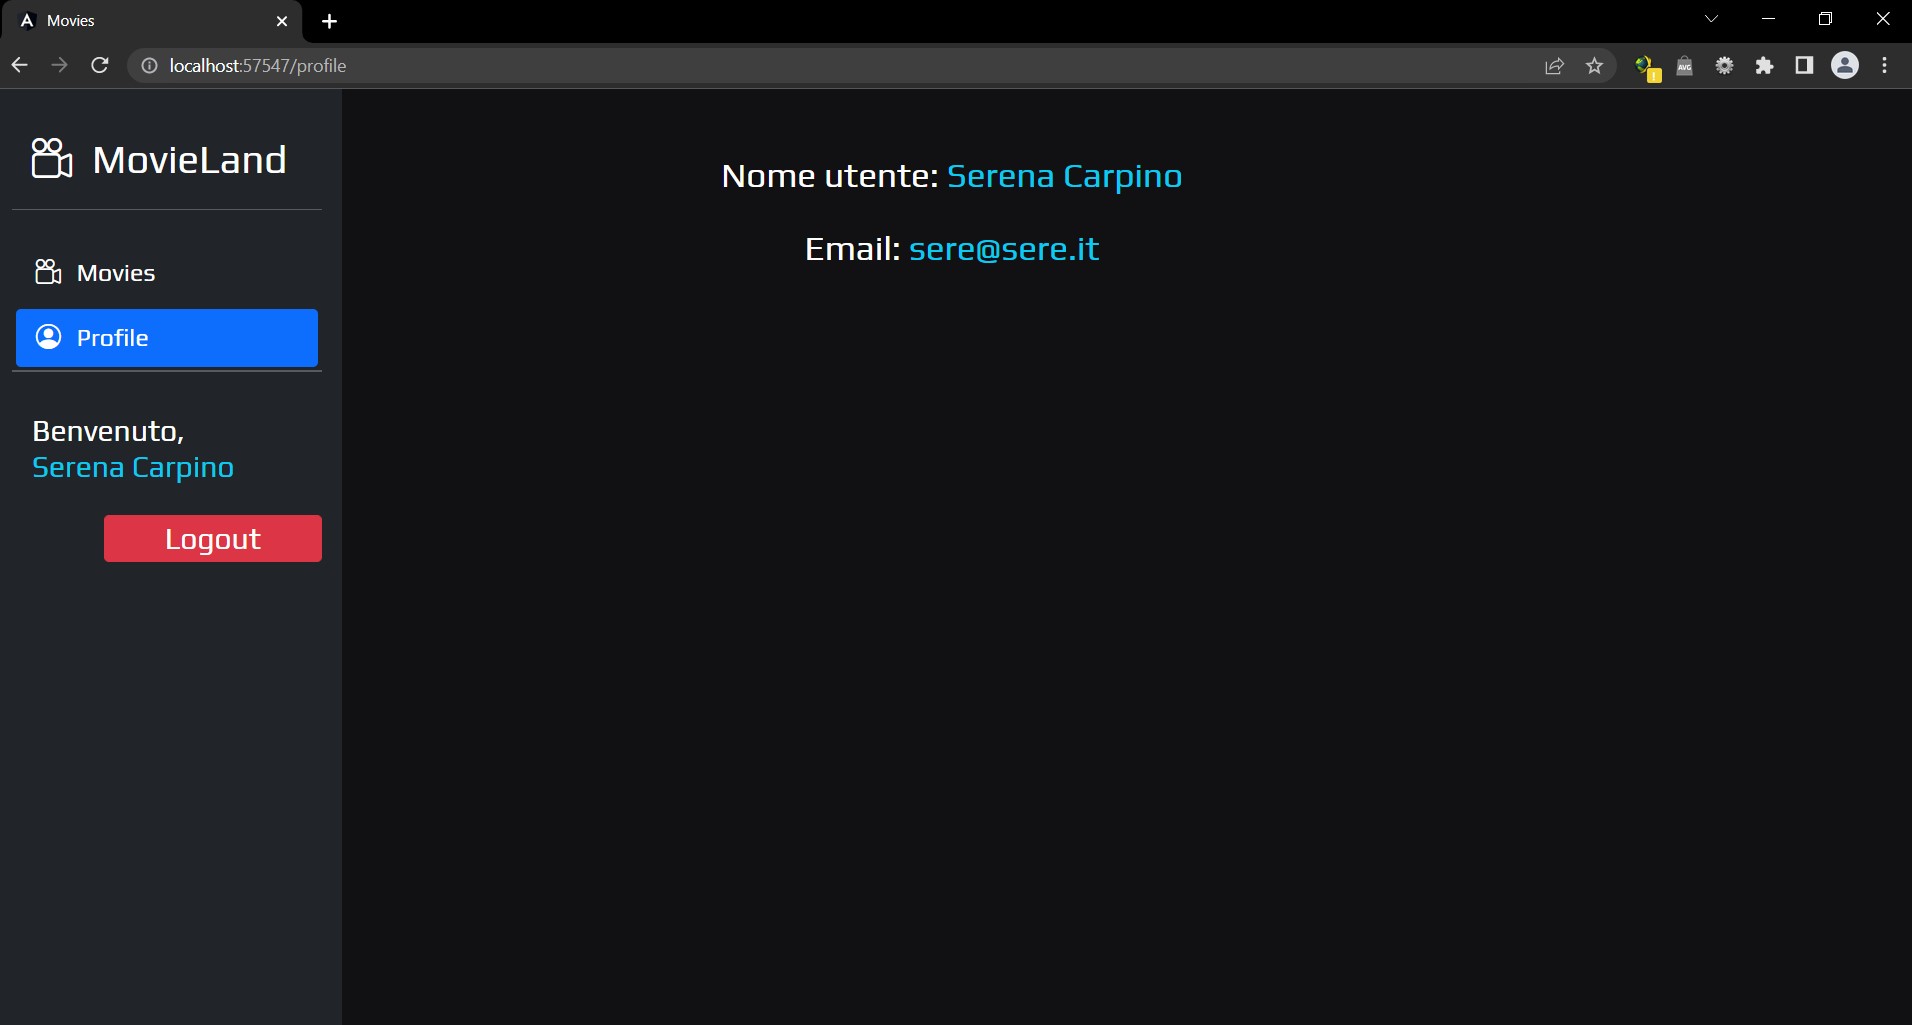 Movies
localhost:57547/profile
AVG
MovieLand
Movies
Profile
Benvenuto,
Serena Carpino
Logout
Nome utente: Serena Carpino
Email: sere@sere.it